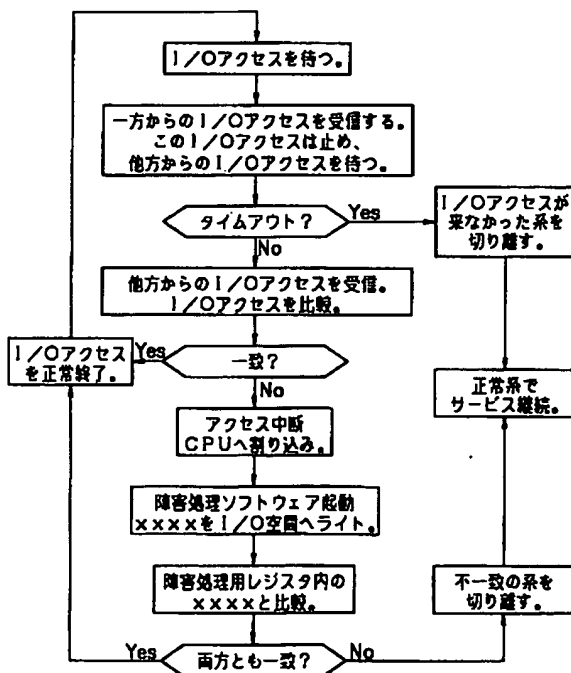 I/Oアクセスを待つ。
一方からのI/Oアクセスを受信する。
このI/Oアクセスは止め、
他方からのI/Oアクセスを待つ。
タイムアウト?
Yes
I/Oアクセスが
来なかった系を
切り離す。
No
他方からのI/Oアクセスを受信。
I/Oアクセスを比較。
I/Oアクセス
を正常終了。
Yes
一致?
正常系で
サービス継続。
No
アクセス中断
CPUへ割り込み。
障害処理ソフトウェア起動
××××をI/O空間へライト。
障害処理用レジスタ内の
××××と比較。
不一致の系を
切り離す。
Yes
両方とも一致?
No